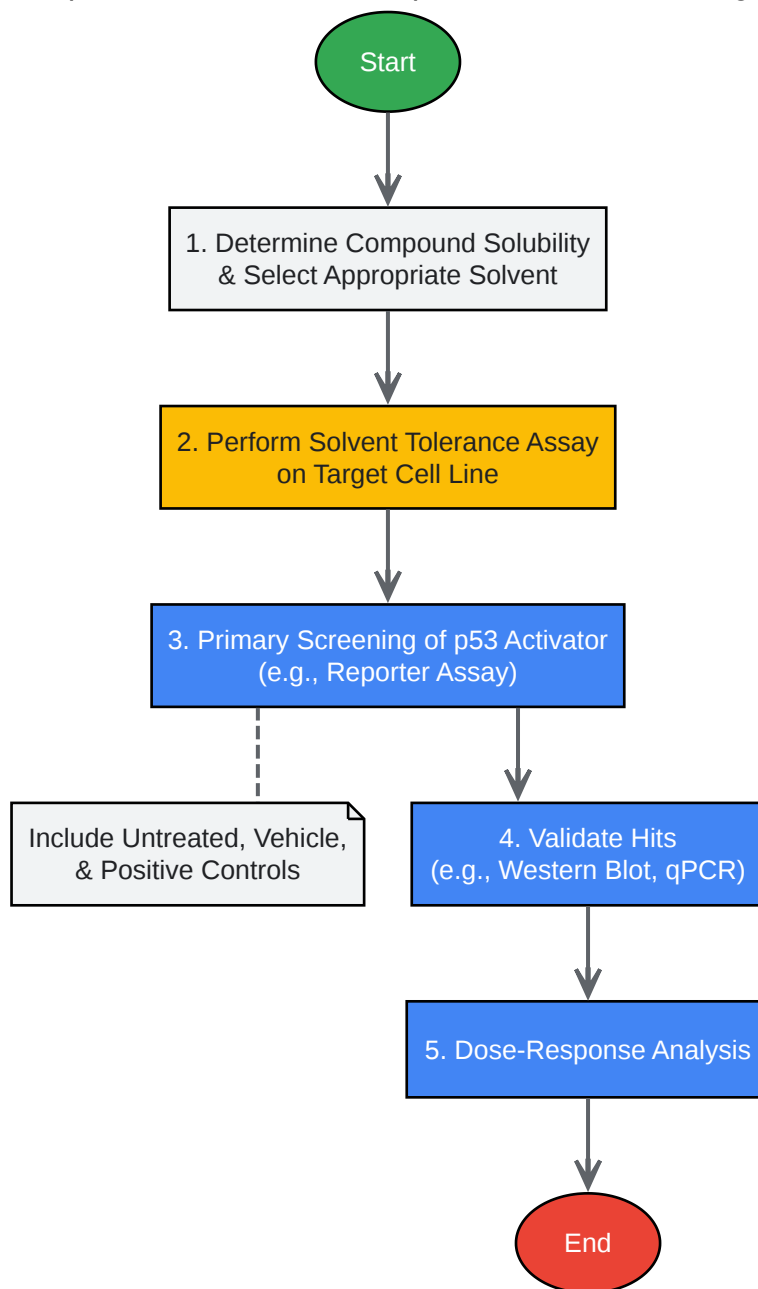 Start
1. Determine Compound Solubility
& Select Appropriate Solvent
2. Perform Solvent Tolerance Assay
on Target Cell Line
3. Primary Screening of p53 Activator
(e.g., Reporter Assay)
Include Untreated, Vehicle,
& Positive Controls
4. Validate Hits
(e.g., Western Blot, qPCR)
5. Dose-Response Analysis
End